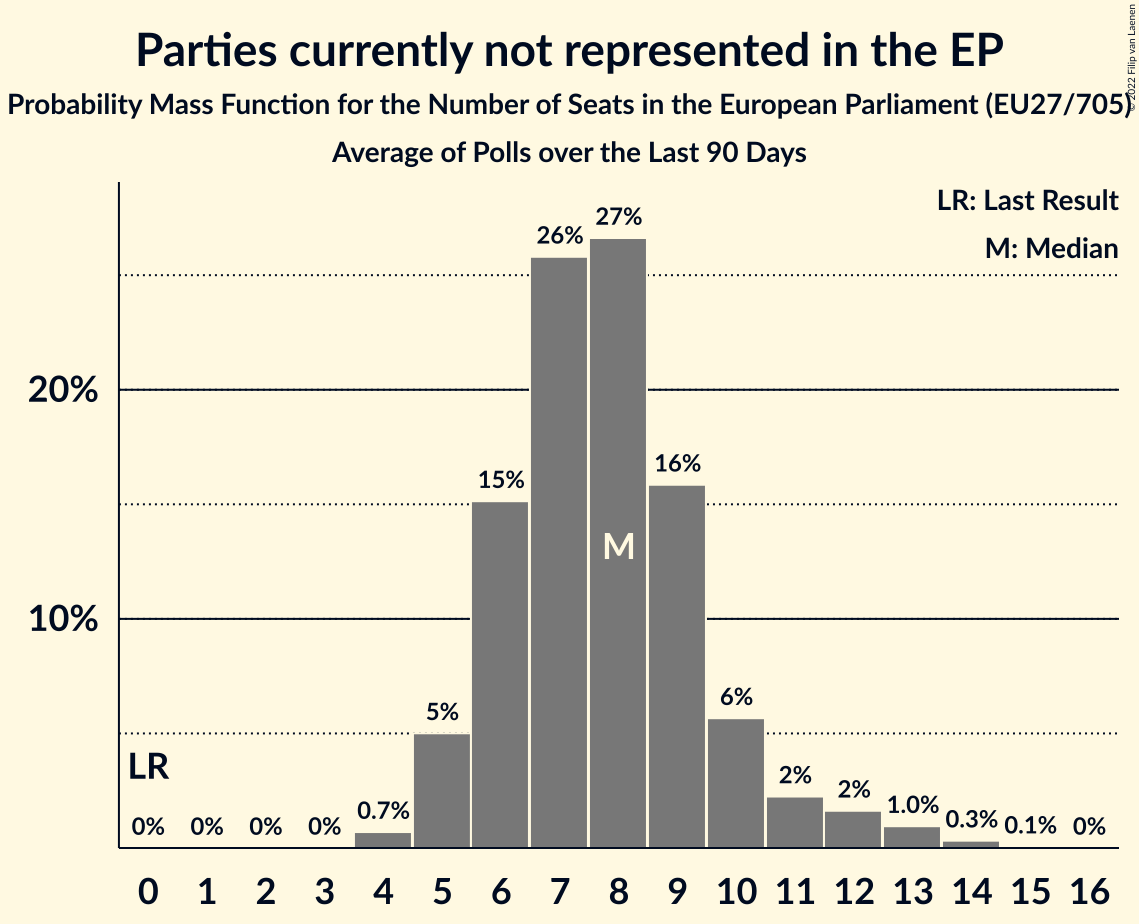 Parties currently not represented in the EP
Probability Mass Function for the Number of Seats in the European Parliament (EU27/705)
Average of Polls over the Last 90 Days
© 2022 Filip van Laenen
LR: Last Result
M: Median
20%
10%
LR
0% 0% 0% 0% 0.7% 5% 15% 26% 27% 16% 6% 2% 2% 1.0% 0.3% 0.1% 0%
M
0 1 2 3 4 5 6 7 8 9 10 11 12 13 14 15 16